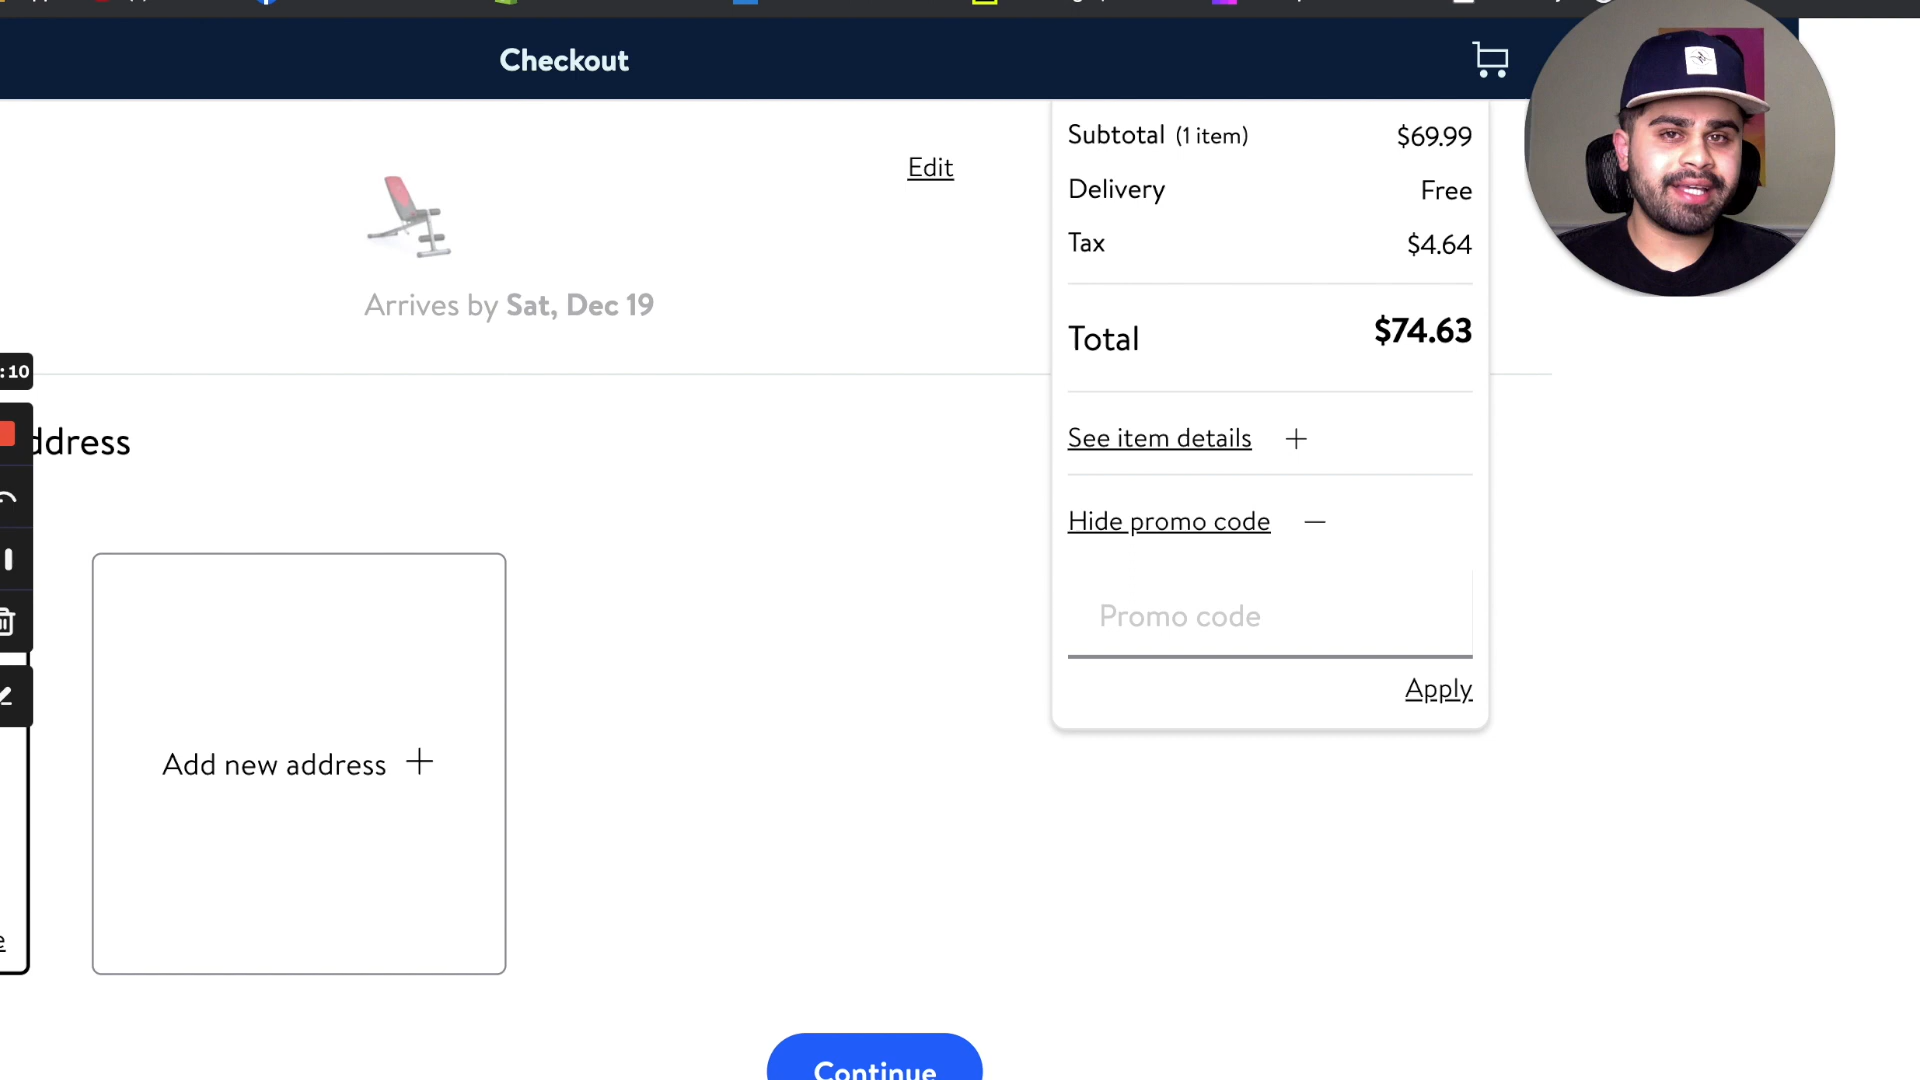 Checkout
Edit
Subtotal (1 item) $69.99
Delivery Free
Tax $4.64
Arrives by Sat, Dec 19
Total $74.63
:10
ddress
See item details +
Hide promo code —
Promo code
Apply
Add new address +
e
Continue